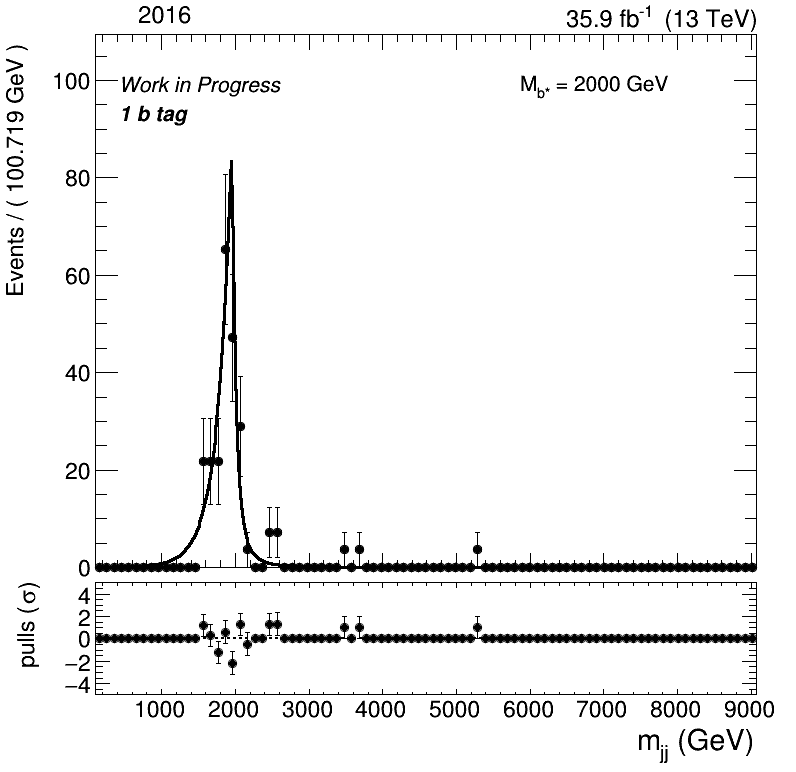 2016
35.9 fb⁻¹ (13 TeV)
Events / ( 100.719 GeV )
Work in Progress
1 b tag
M_b* = 2000 GeV
100
80
60
40
20
0
pulls (σ)
4
2
0
−2
−4
1000 2000 3000 4000 5000 6000 7000 8000 9000
m_jj (GeV)